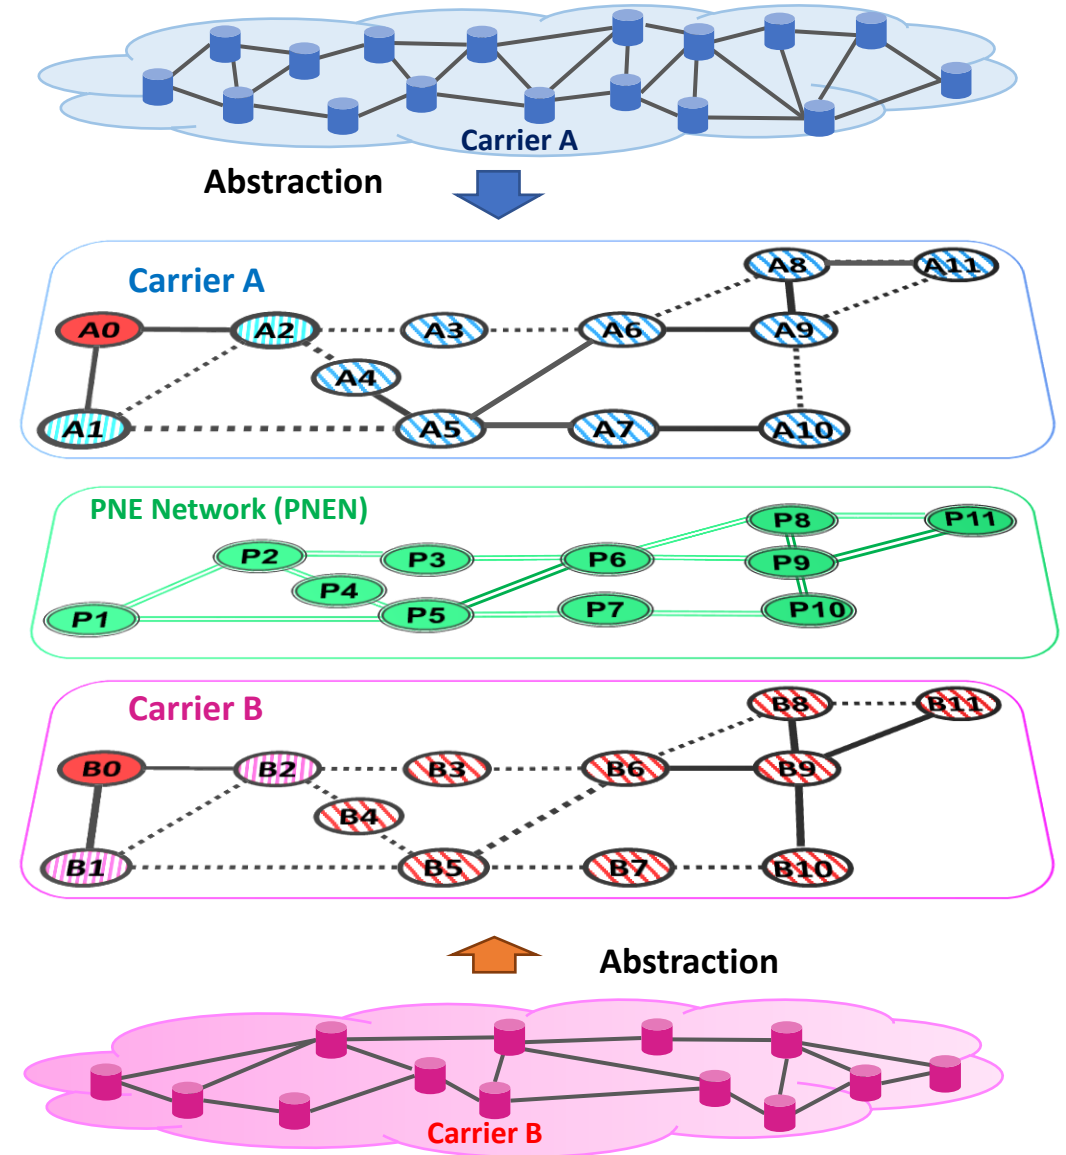 Carrier A
Abstraction
Carrier A
A8
A11
A0
A2
A3
A6
A9
A4
A1
A5
A7
A10
PNE Network (PNEN)
P8
P11
P2
P3
P6
P9
P4
P1
P5
P7
P10
Carrier B
B8
B11
B0
B2
B3
B6
B9
B4
B1
B5
B7
B10
Abstraction
Carrier B